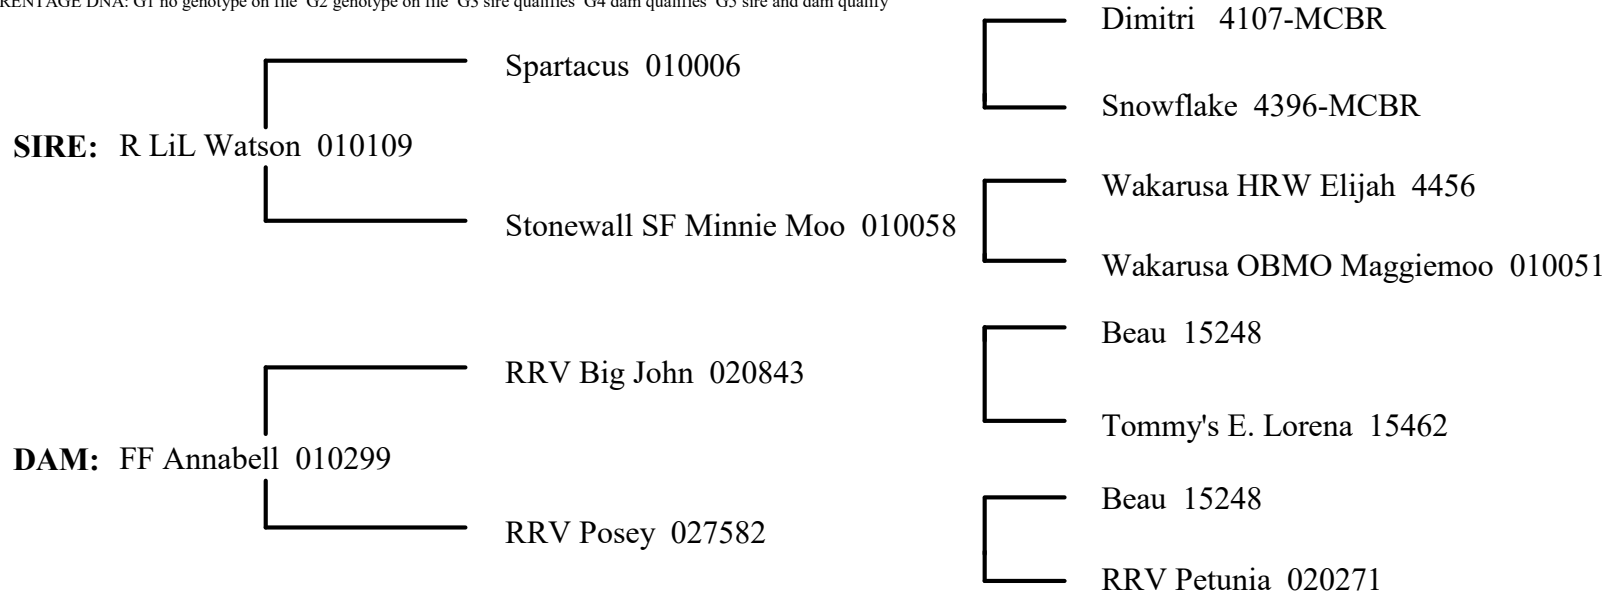 RENTAGE DNA: G1 no genotype on file G2 genotype on file G3 sire qualifies G4 dam qualifies G5 sire and dam qualify
Dimitri 4107-MCBR
Spartacus 010006
Snowflake 4396-MCBR
SIRE: R LiL Watson 010109
Wakarusa HRW Elijah 4456
Stonewall SF Minnie Moo 010058
Wakarusa OBMO Maggiemoo 010051
Beau 15248
RRV Big John 020843
Tommy's E. Lorena 15462
DAM: FF Annabell 010299
Beau 15248
RRV Posey 027582
RRV Petunia 020271